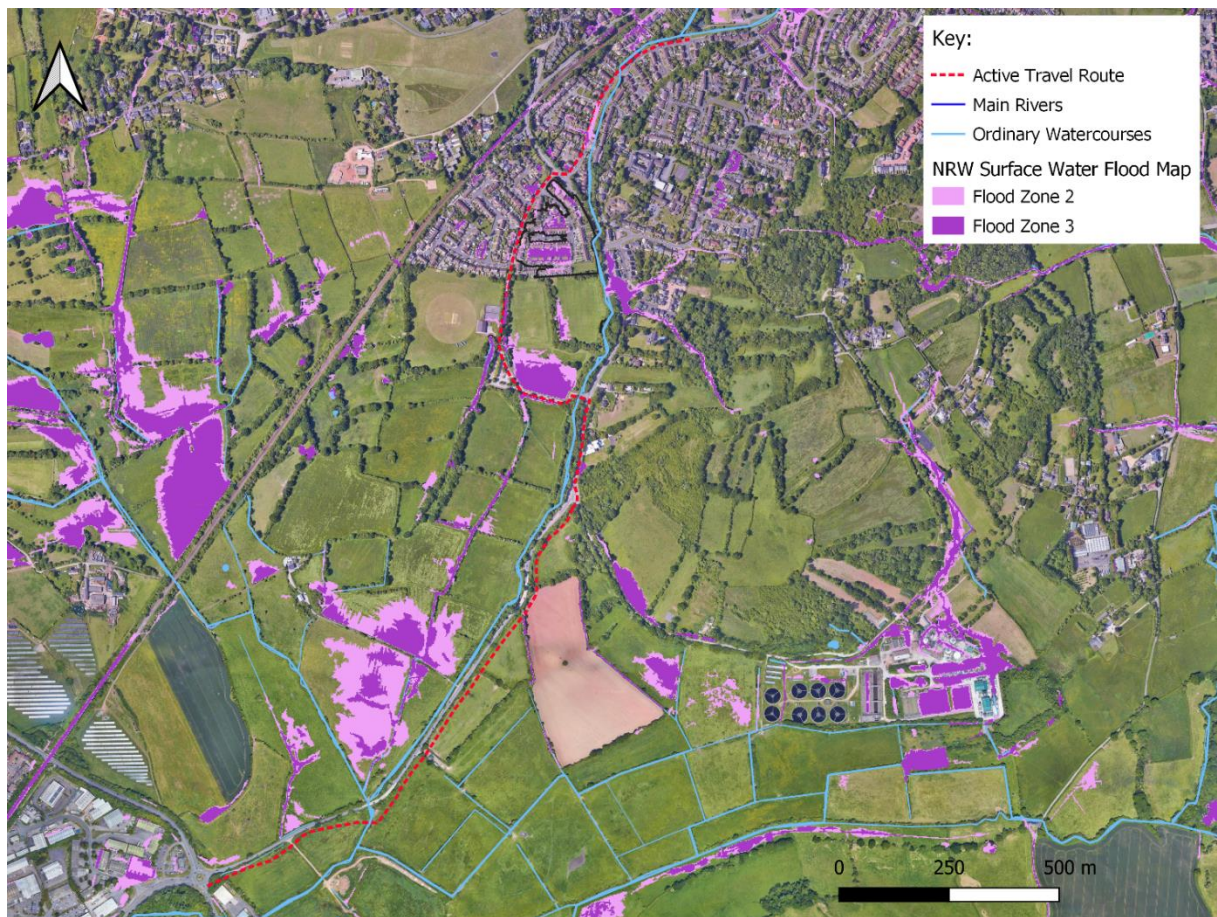 Key:
Active Travel Route
Main Rivers
Ordinary Watercourses
NRW Surface Water Flood Map
Flood Zone 2
Flood Zone 3
0 250 500 m